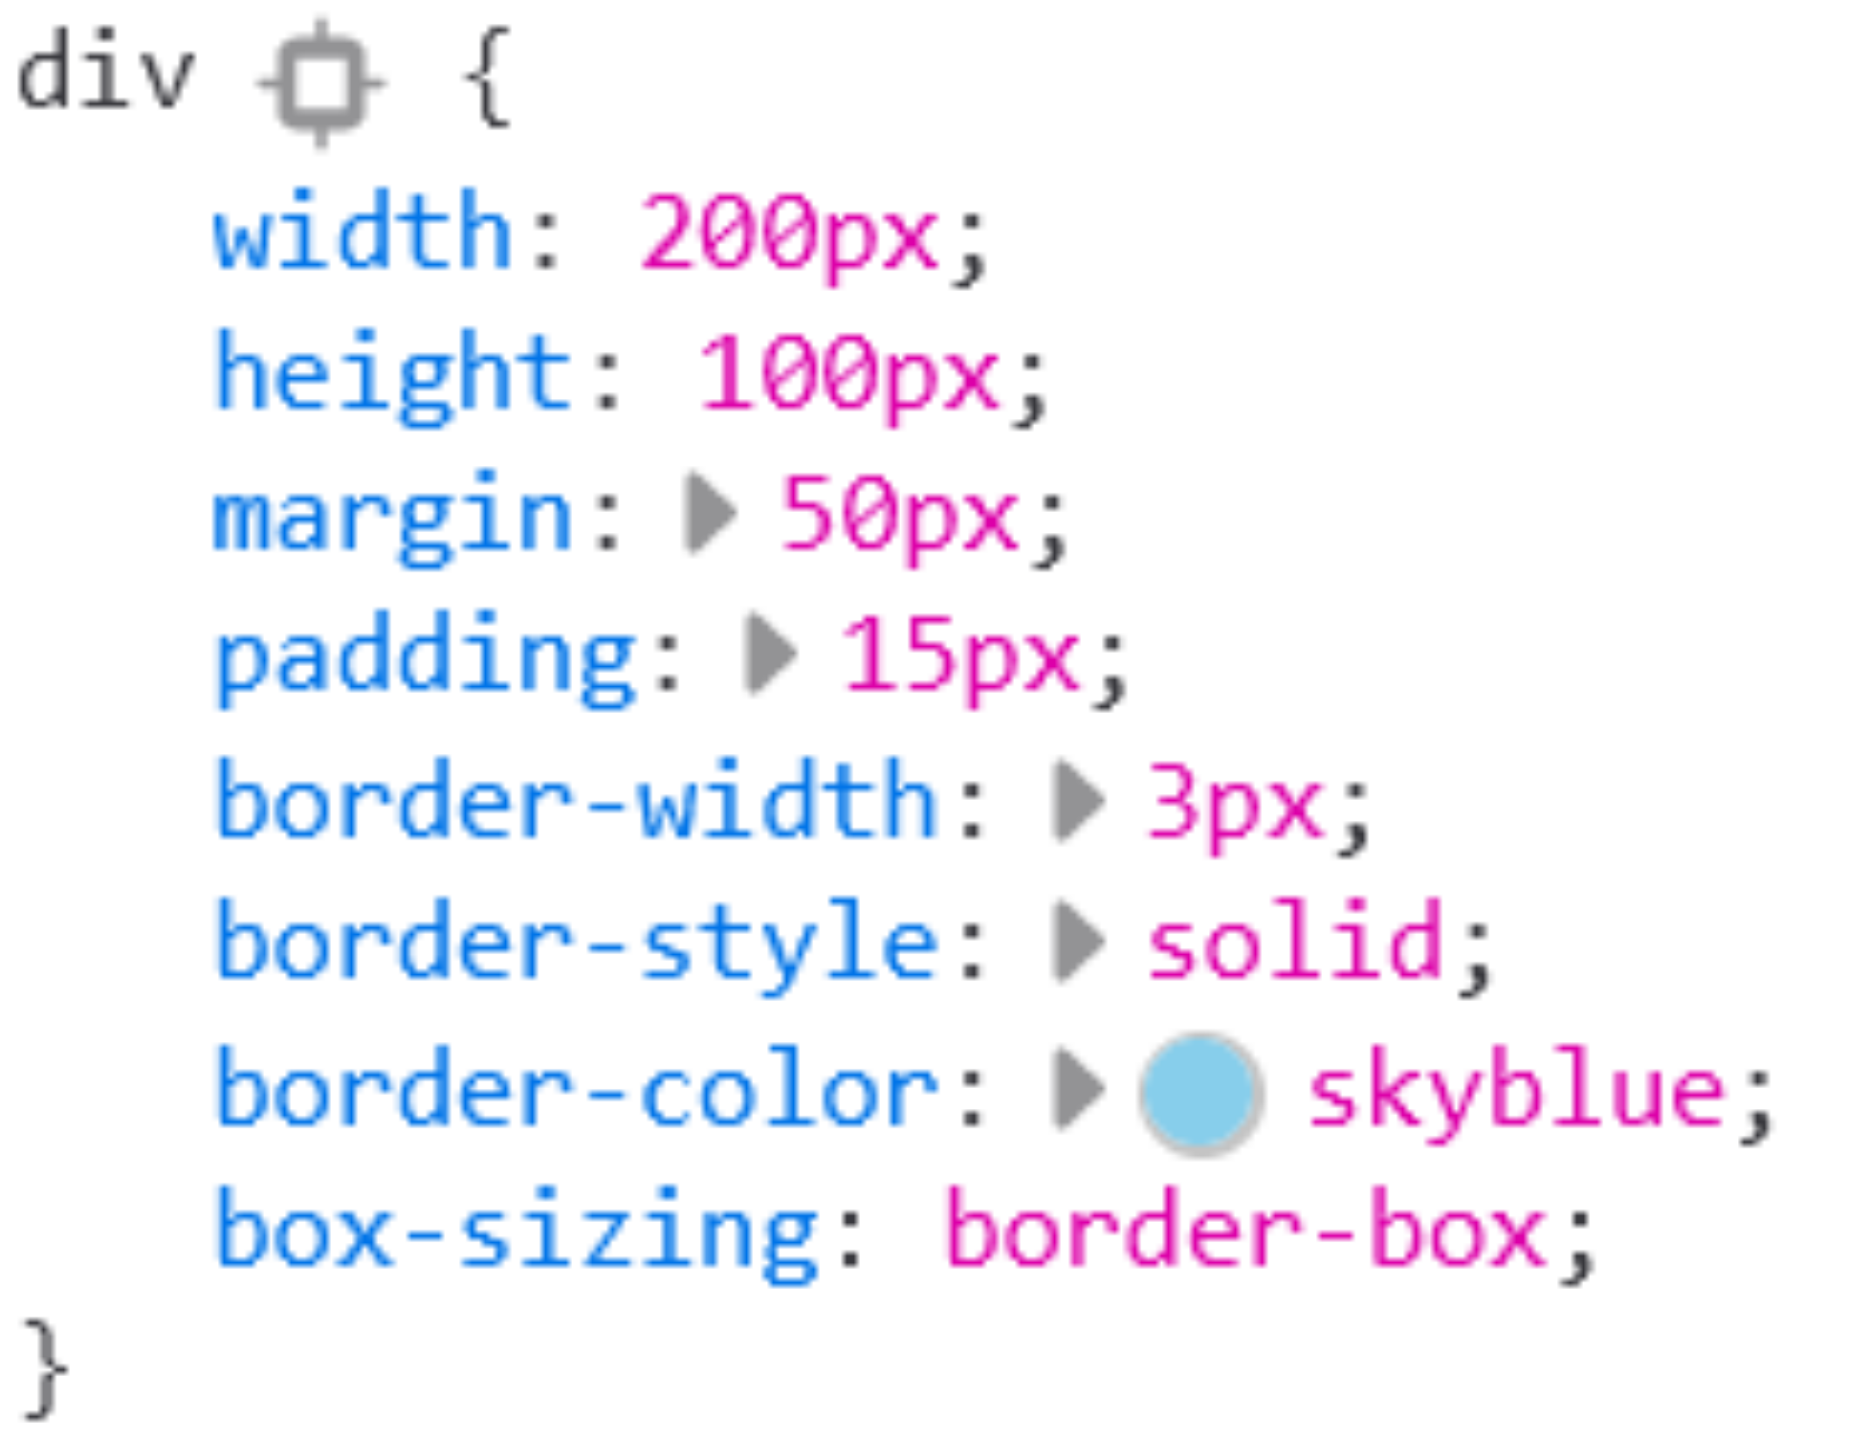 div {
width: 200px;
height: 100px;
margin: 50px;
padding: 15px;
border-width: 3px;
border-style: solid;
border-color: skyblue;
box-sizing: border-box;
}